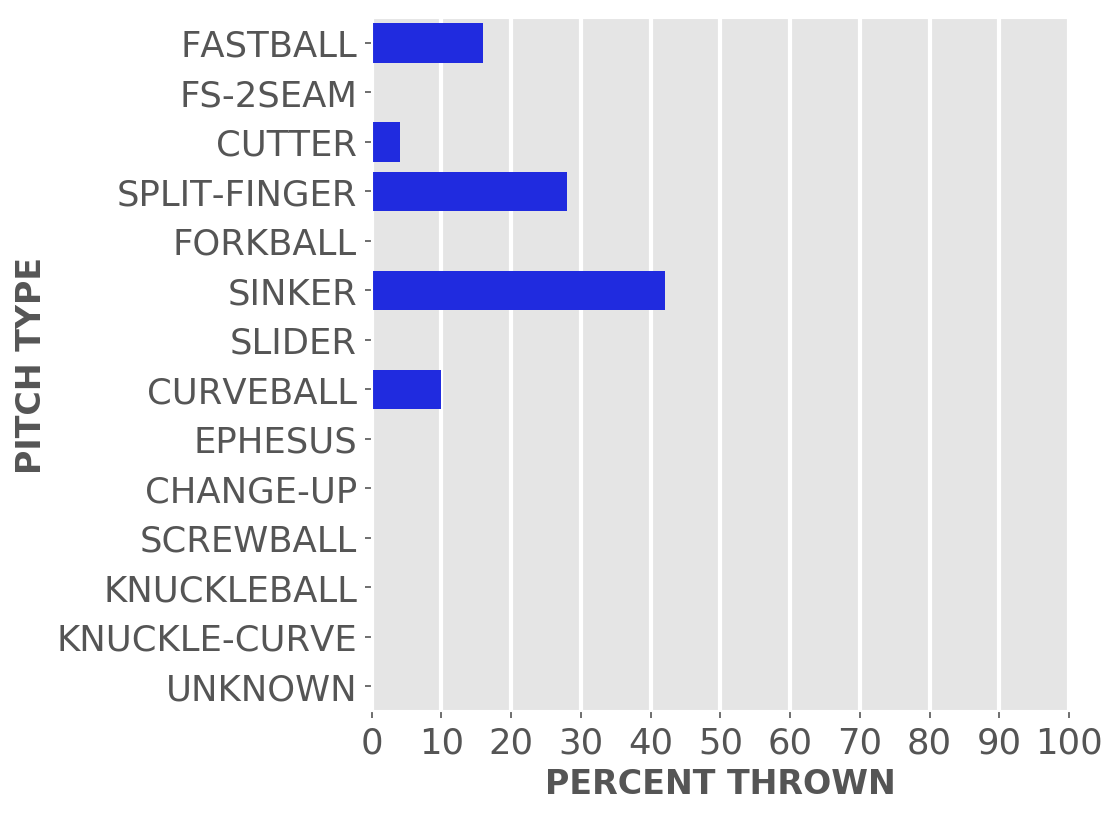 FASTBALL
FS-2SEAM
CUTTER
SPLIT-FINGER
FORKBALL
SINKER
SLIDER
CURVEBALL
EPHESUS
CHANGE-UP
SCREWBALL
KNUCKLEBALL
KNUCKLE-CURVE
UNKNOWN
PITCH TYPE
0 10 20 30 40 50 60 70 80 90 100
PERCENT THROWN